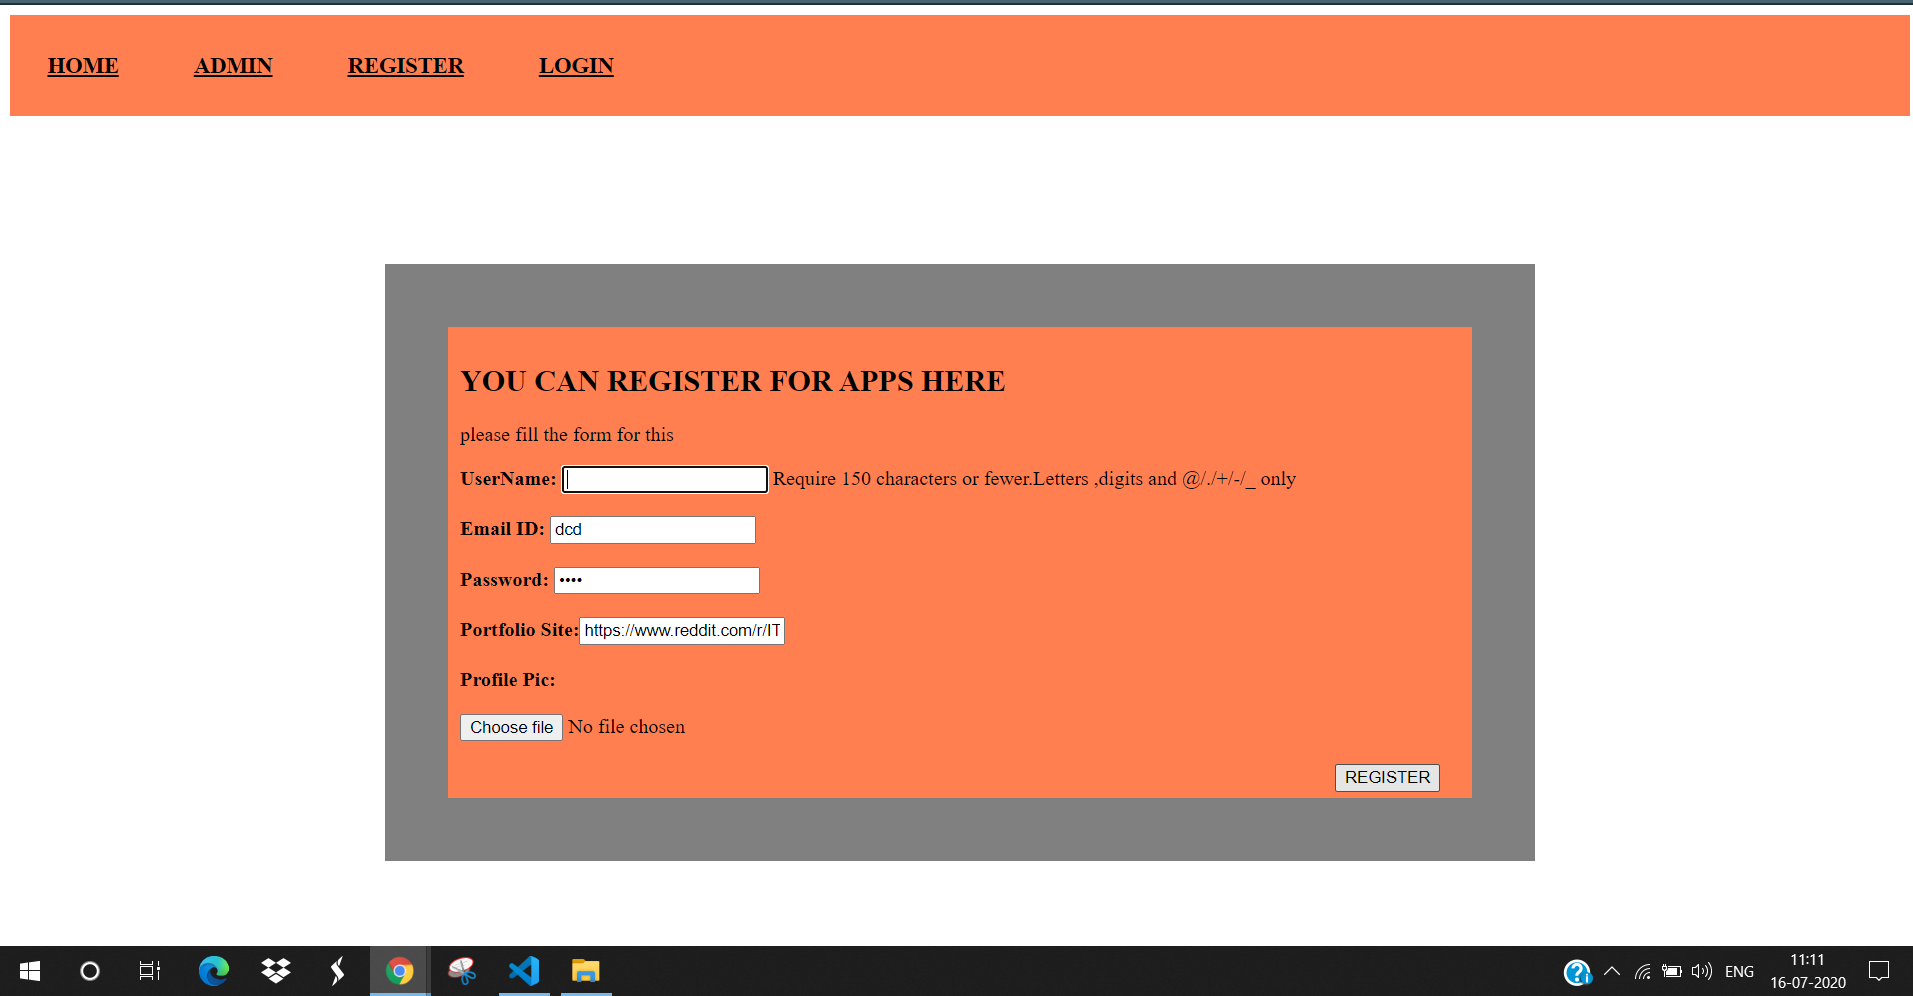 HOME ADMIN REGISTER LOGIN
YOU CAN REGISTER FOR APPS HERE
please fill the form for this
UserName: Require 150 characters or fewer.Letters ,digits and @/./+/-/_ only
Email ID: dcd
Password: ••••
Portfolio Site: https://www.reddit.com/r/IT
Profile Pic:
Choose file No file chosen
REGISTER
ENG
11:11
16-07-2020